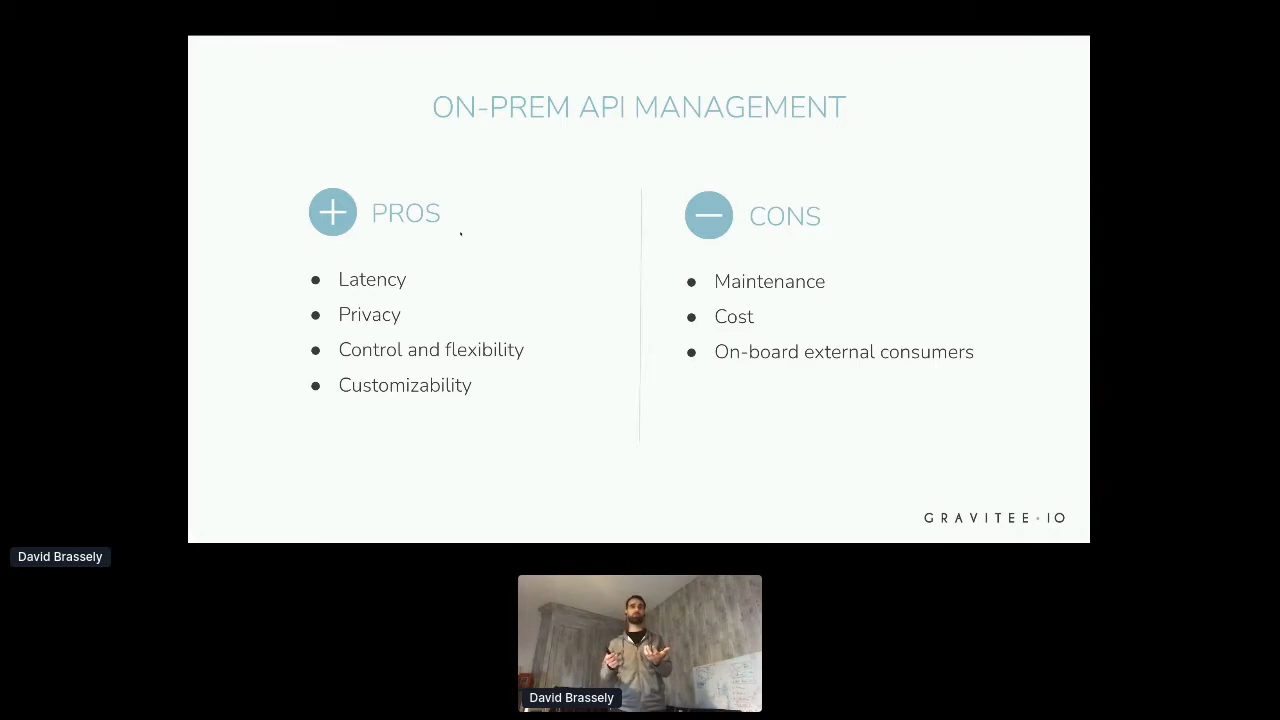 ON-PREM API MANAGEMENT
PROS
● Latency
● Privacy
● Control and flexibility
● Customizability
CONS
● Maintenance
● Cost
● On-board external consumers
GRAVITEE·IO
David Brassely
David Brassely